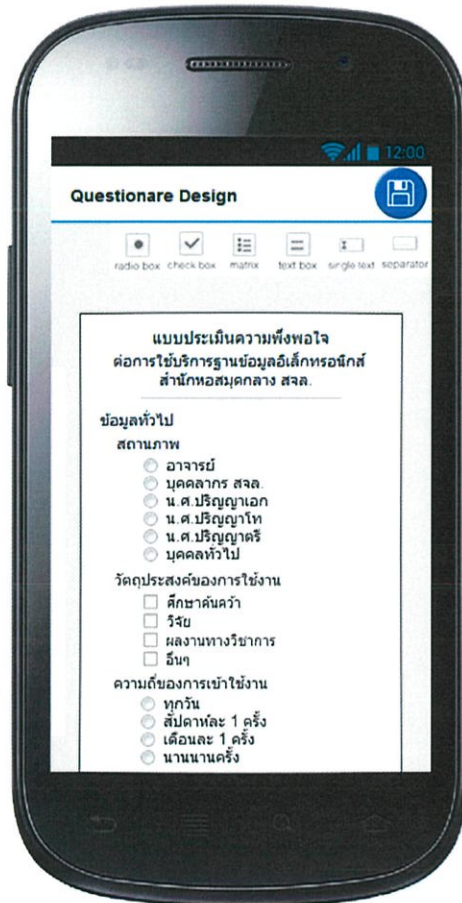 12:00
Questionare Design
radio box check box matrix text box single text separator
แบบประเมินความพึงพอใจ
ต่อการใช้บริการฐานข้อมูลอิเล็กทรอนิกส์
สำนักหอสมุดกลาง สจล.
ข้อมูลทั่วไป
สถานภาพ
อาจารย์
บุคคลากร สจล.
น.ศ.ปริญญาเอก
น.ศ.ปริญญาโท
น.ศ.ปริญญาตรี
บุคคลทั่วไป
วัตถุประสงค์ของการใช้งาน
ศึกษาค้นคว้า
วิจัย
ผลงานทางวิชาการ
อื่นๆ
ความถี่ของการเข้าใช้งาน
ทุกวัน
สัปดาห์ละ 1 ครั้ง
เดือนละ 1 ครั้ง
นานนานครั้ง